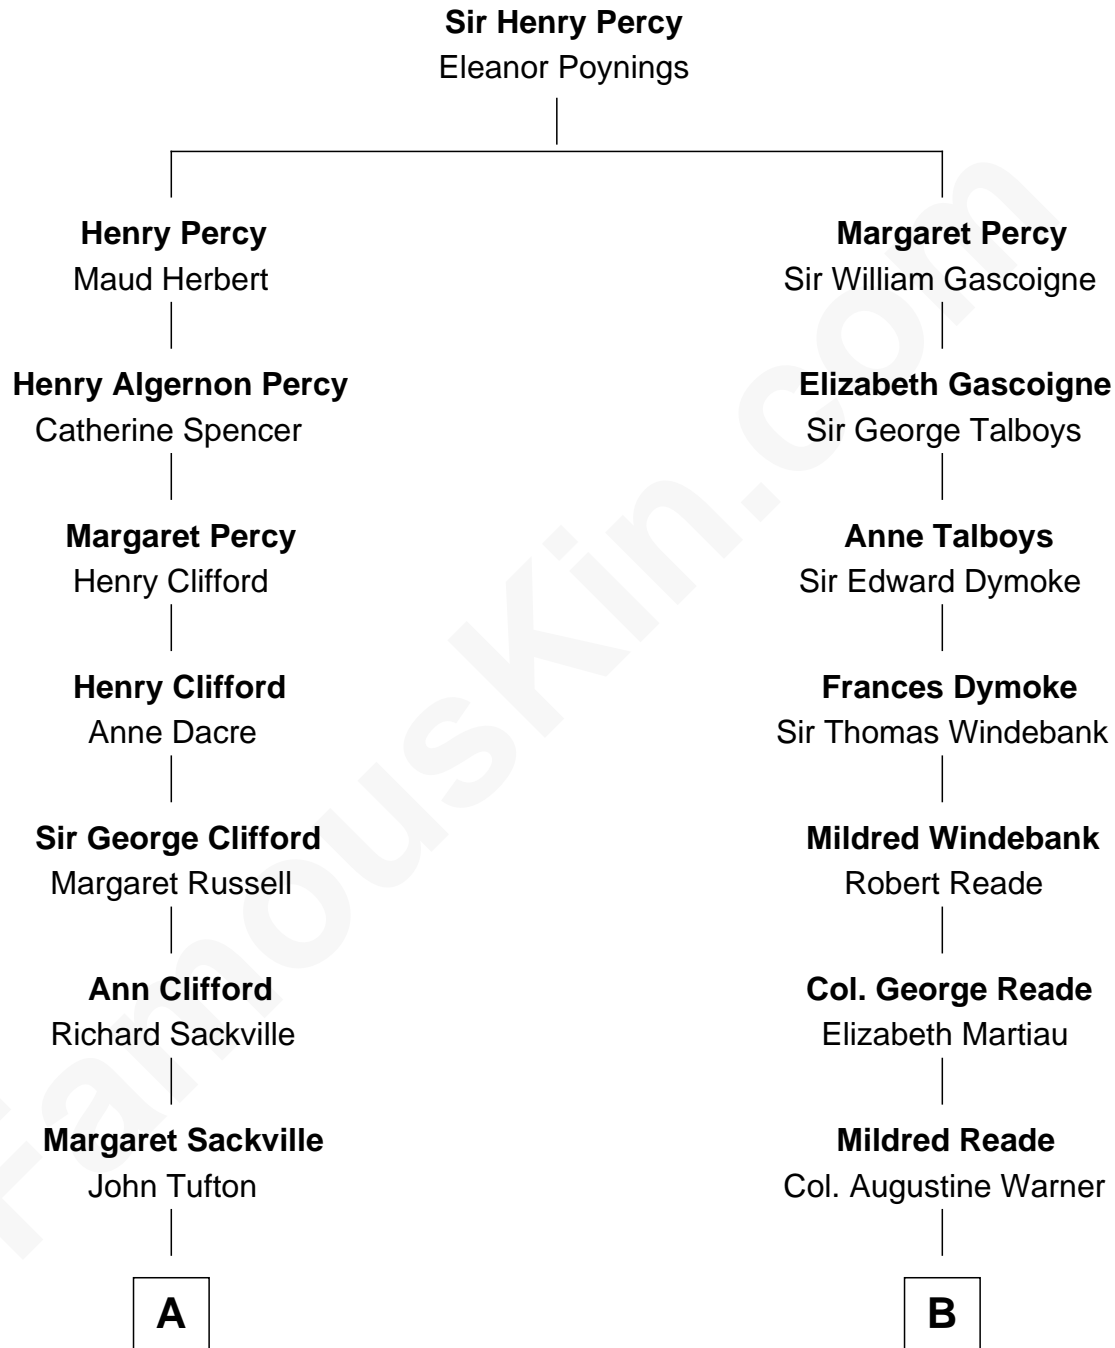 Sir Henry Percy
Eleanor Poynings
Henry Percy
Maud Herbert
Margaret Percy
Sir William Gascoigne
Henry Algernon Percy
Catherine Spencer
Elizabeth Gascoigne
Sir George Talboys
Margaret Percy
Henry Clifford
Anne Talboys
Sir Edward Dymoke
Henry Clifford
Anne Dacre
Frances Dymoke
Sir Thomas Windebank
Sir George Clifford
Margaret Russell
Mildred Windebank
Robert Reade
Ann Clifford
Richard Sackville
Col. George Reade
Elizabeth Martiau
Margaret Sackville
John Tufton
Mildred Reade
Col. Augustine Warner
A
B
FamousKin.com